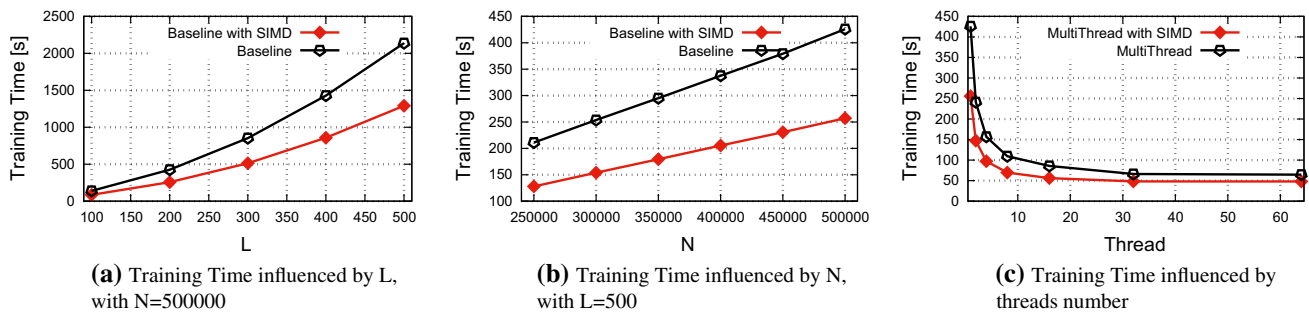 Training Time [s]
2500
2000
1500
1000
500
0
Baseline with SIMD
Baseline
100 150 200 250 300 350 400 450 500
L
(a) Training Time influenced by L,
with N=500000
Training Time [s]
450
400
350
300
250
200
150
100
Baseline with SIMD
Baseline
250000 300000 350000 400000 450000 500000
N
(b) Training Time influenced by N,
with L=500
Training Time [s]
450
400
350
300
250
200
150
100
50
0
MultiThread with SIMD
MultiThread
10 20 30 40 50 60
Thread
(c) Training Time influenced by
threads number